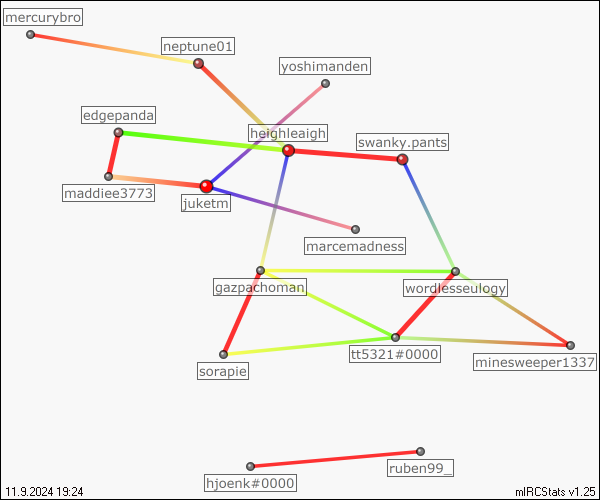 mercurybro
neptune01
yoshimanden
edgepanda
heighleaigh
swanky.pants
maddiee3773
juketm
marcemadness
gazpachoman
wordlesseulogy
tt5321#0000
minesweeper1337
sorapie
ruben99_
hjoenk#0000
11.9.2024 19:24
mIRCStats v1.25